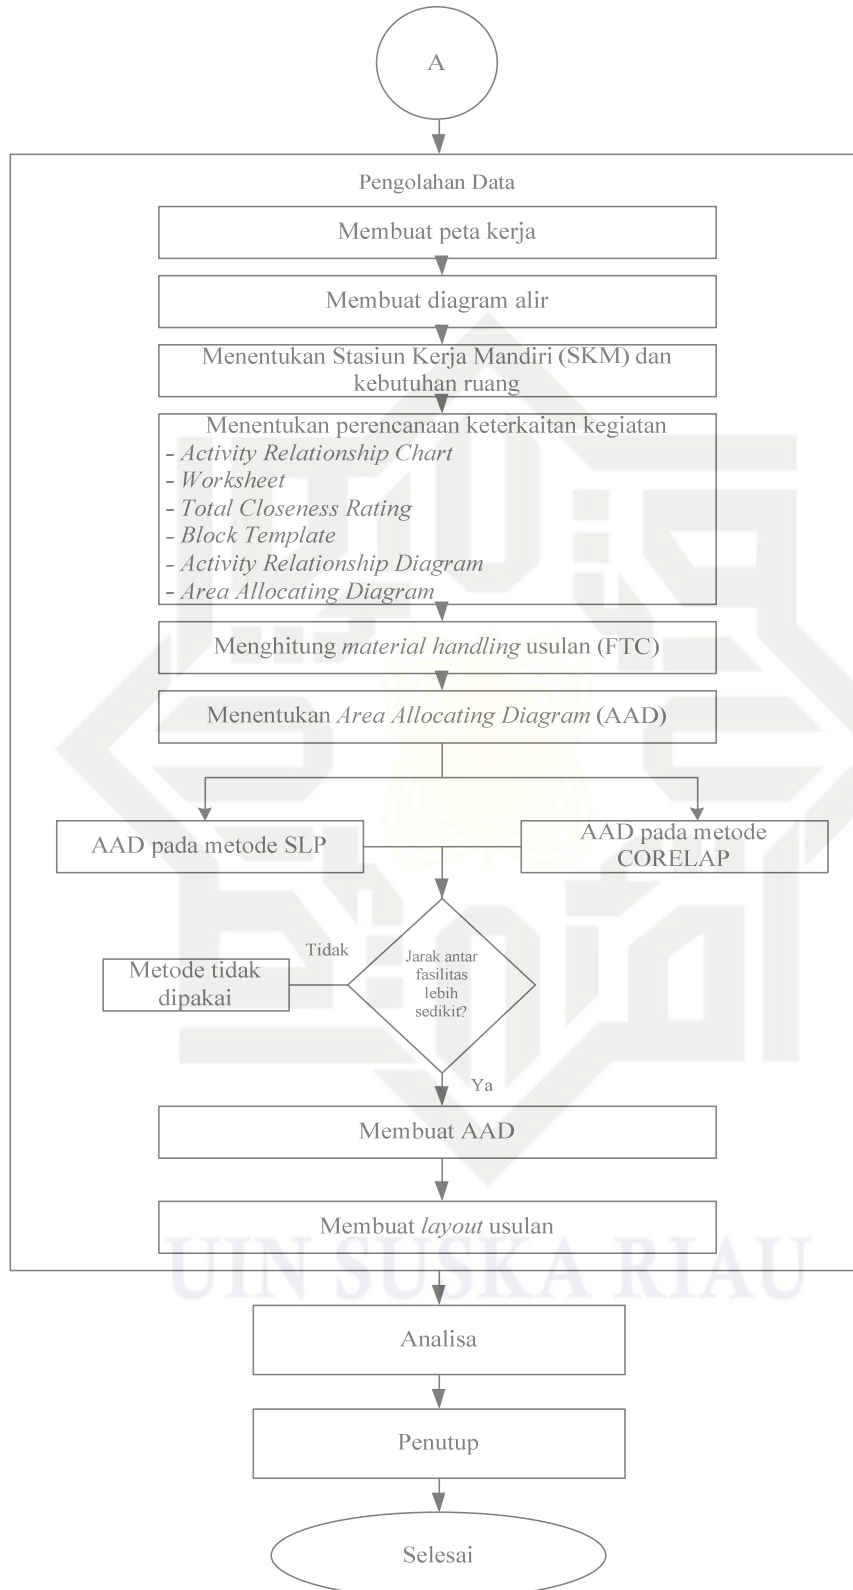 A
Pengolahan Data
Membuat peta kerja
Membuat diagram alir
Menentukan Stasiun Kerja Mandiri (SKM) dan
kebutuhan ruang
Menentukan perencanaan keterkaitan kegiatan
- Activity Relationship Chart
- Worksheet
- Total Closeness Rating
- Block Template
- Activity Relationship Diagram
- Area Allocating Diagram
Menghitung material handling usulan (FTC)
Menentukan Area Allocating Diagram (AAD)
AAD pada metode SLP
AAD pada metode
CORELAP
Tidak
Jarak antar
fasilitas
lebih
sedikit?
Metode tidak
dipakai
Ya
Membuat AAD
Membuat layout usulan
UIN SUSKA RIAU
Analisa
Penutup
Selesai